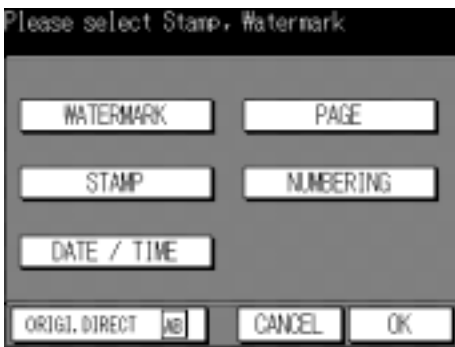 Please select Stamp, Watermark
WATERMARK
PAGE
STAMP
NUMBERING
DATE / TIME
ORIGI.DIRECT AB
CANCEL
OK